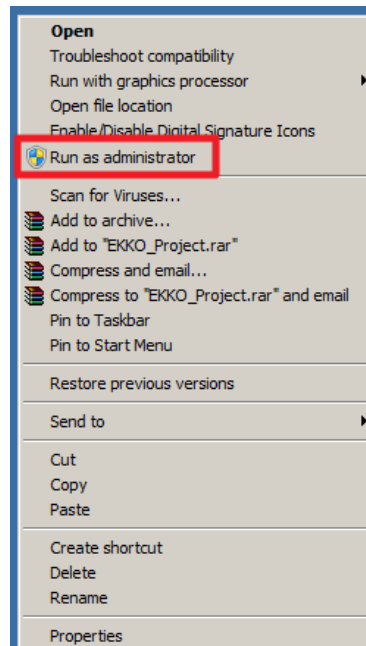 Open
Troubleshoot compatibility
Run with graphics processor
Open file location
Enable/Disable Digital Signature Icons
Run as administrator
Scan for Viruses...
Add to archive...
Add to "EKKO_Project.rar"
Compress and email...
Compress to "EKKO_Project.rar" and email
Pin to Taskbar
Pin to Start Menu
Restore previous versions
Send to
Cut
Copy
Paste
Create shortcut
Delete
Rename
Properties